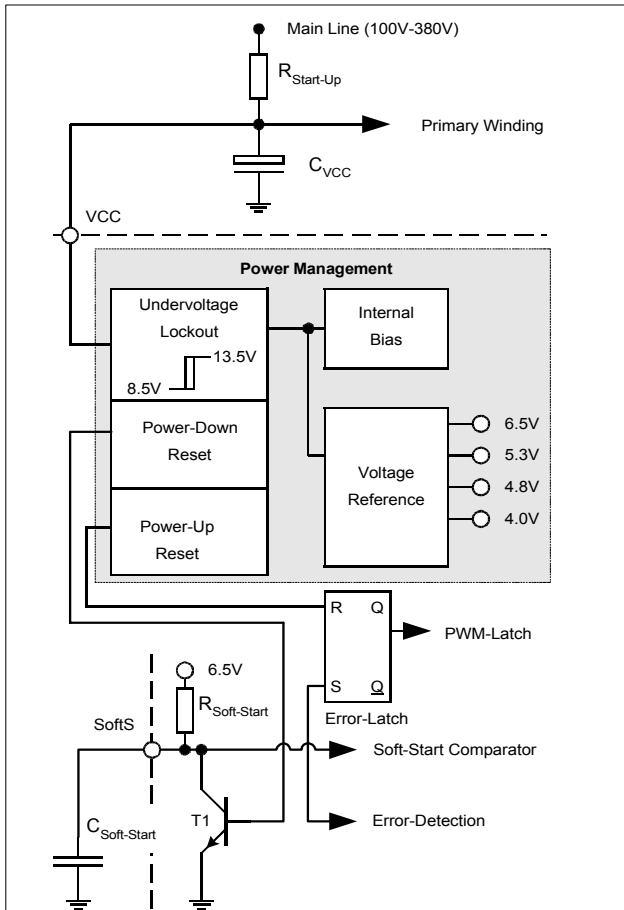 Main Line (100V-380V)
RStart-Up
Primary Winding
CVCC
VCC
Power Management
Undervoltage
Lockout
13.5V
8.5V
Internal
Bias
Power-Down
Reset
Power-Up
Reset
Voltage
Reference
6.5V
5.3V
4.8V
4.0V
R Q
S Q
PWM-Latch
Error-Latch
6.5V
RSoft-Start
SoftS
Soft-Start Comparator
T1
Error-Detection
CSoft-Start